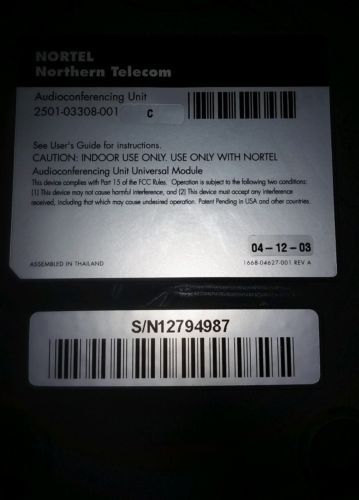 NORTEL
Northern Telecom
Audioconferencing Unit
2501-03308-001 C
See User's Guide for instructions.
CAUTION: INDOOR USE ONLY. USE ONLY WITH NORTEL
Audioconferencing Unit Universal Module
This device complies with Part 15 of the FCC Rules. Operation is subject to the following two conditions:
(1) This device may not cause harmful interference, and (2) This device must accept any interference
received, including that which may cause undesired operation. Patent Pending in USA and other countries.
04-12-03
ASSEMBLED IN THAILAND 1668-04627-001 REV A
S/N12794987